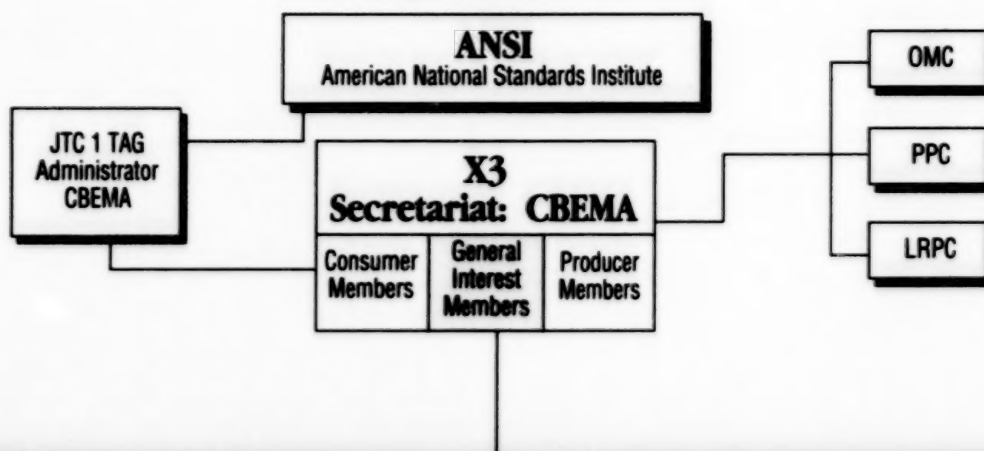 ANSI
American National Standards Institute
JTC 1 TAG
Administrator
CBEMA
X3
Secretariat: CBEMA
Consumer
Members
General
Interest
Members
Producer
Members
OMC
PPC
LRPC